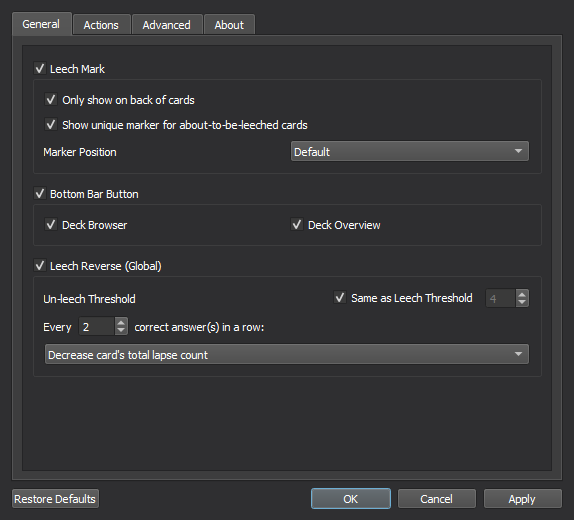 General Actions Advanced About
Leech Mark
Only show on back of cards
Show unique marker for about-to-be-leeched cards
Marker Position Default
Bottom Bar Button
Deck Browser Deck Overview
Leech Reverse (Global)
Un-leech Threshold Same as Leech Threshold 4
Every 2 correct answer(s) in a row:
Decrease card's total lapse count
Restore Defaults OK Cancel Apply